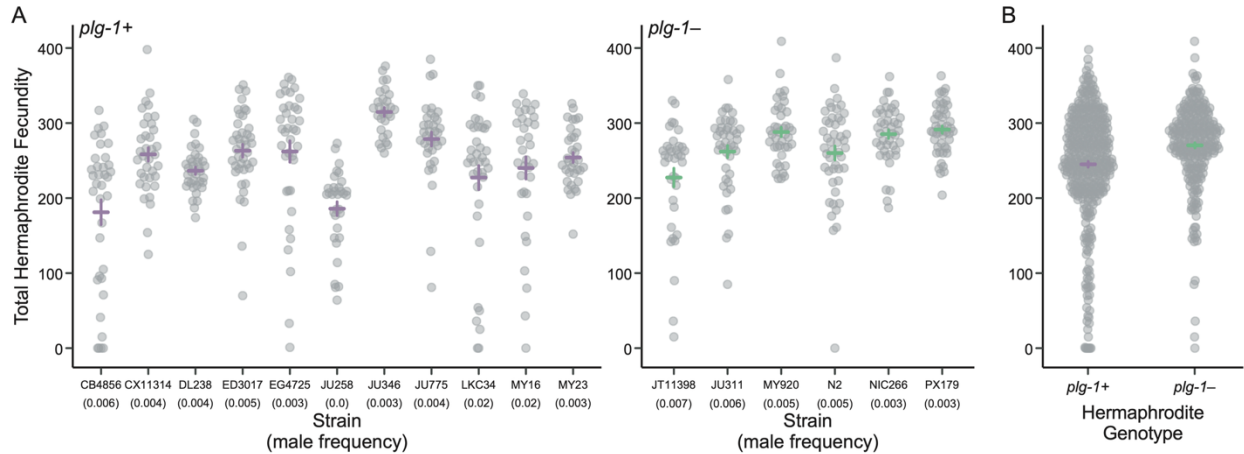 A
B
plg-1+
plg-1–
Total Hermaphrodite Fecundity
400
300
200
100
0
400
300
200
100
0
400
300
200
100
0
CB4856 CX11314 DL238 ED3017 EG4725 JU258 JU346 JU775 LKC34 MY16 MY23
(0.006) (0.004) (0.004) (0.005) (0.003) (0.0) (0.003) (0.004) (0.02) (0.02) (0.003)
Strain
(male frequency)
JT11398 JU311 MY920 N2 NIC266 PX179
(0.007) (0.006) (0.005) (0.005) (0.003) (0.003)
Strain
(male frequency)
plg-1+ plg-1–
Hermaphrodite
Genotype